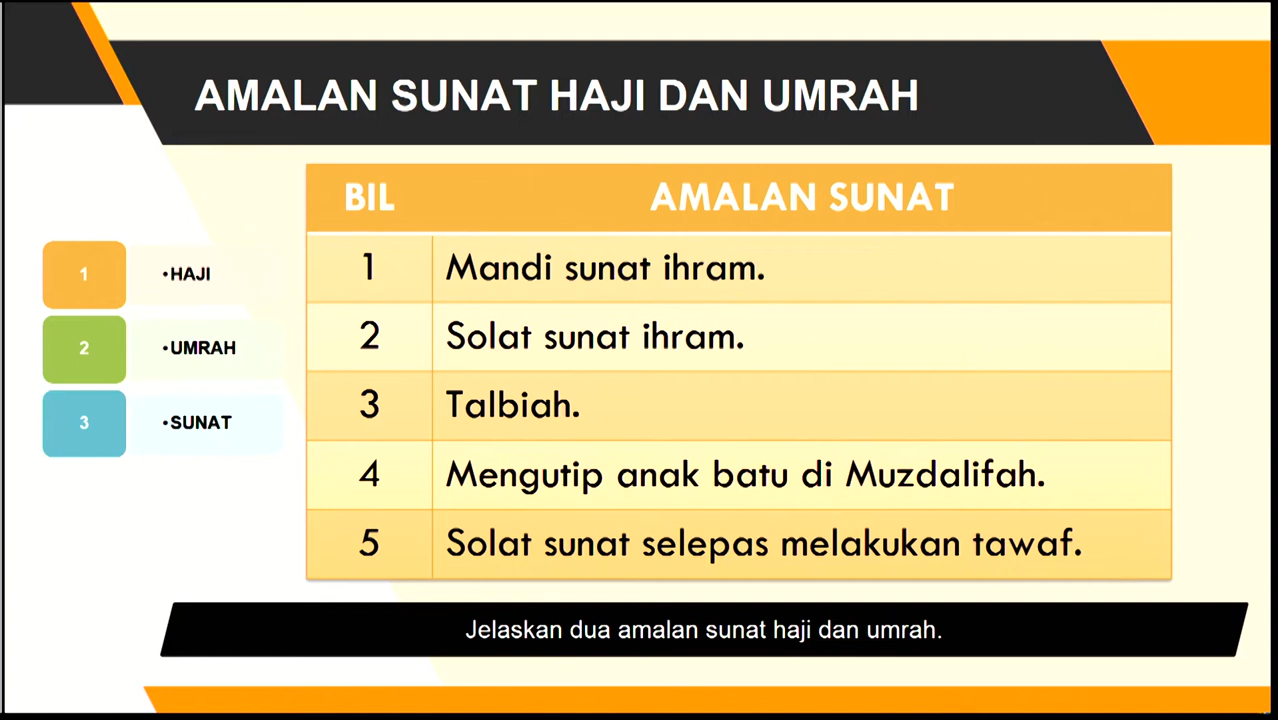 AMALAN SUNAT HAJI DAN UMRAH
1
•HAJI
2
•UMRAH
3
•SUNAT
BIL AMALAN SUNAT
1 Mandi sunat ihram.
2 Solat sunat ihram.
3 Talbiah.
4 Mengutip anak batu di Muzdalifah.
5 Solat sunat selepas melakukan tawaf.
Jelaskan dua amalan sunat haji dan umrah.